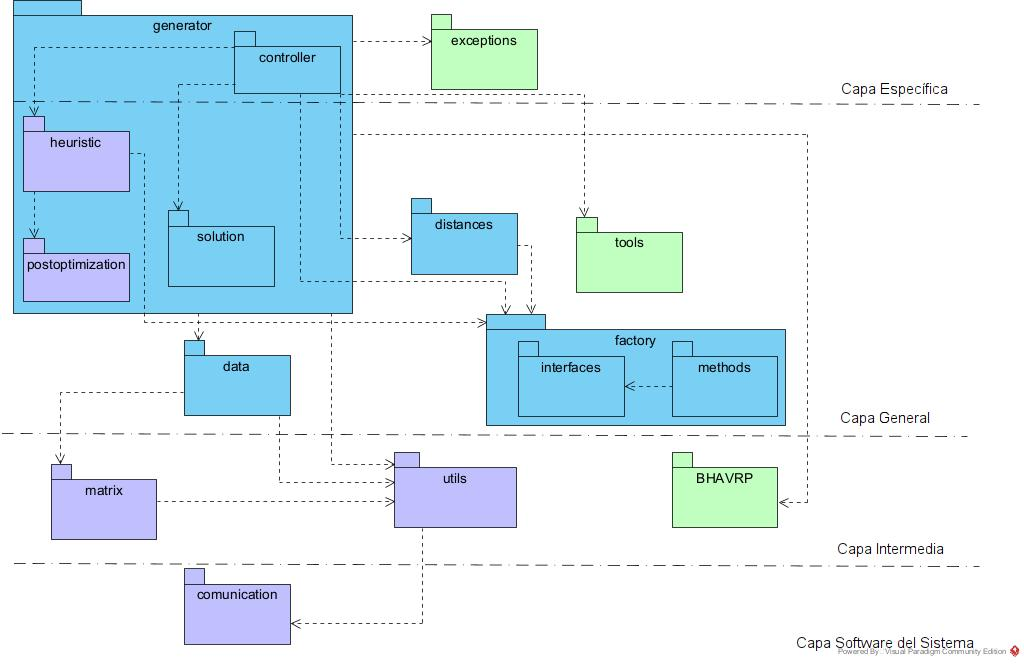 generator
controller
exceptions
Capa Específica
heuristic
solution
distances
tools
postoptimization
factory
interfaces
methods
data
Capa General
matrix
utils
BHAVRP
Capa Intermedia
comunication
Capa Software del Sistema
Powered By Visual Paradigm Community Edition